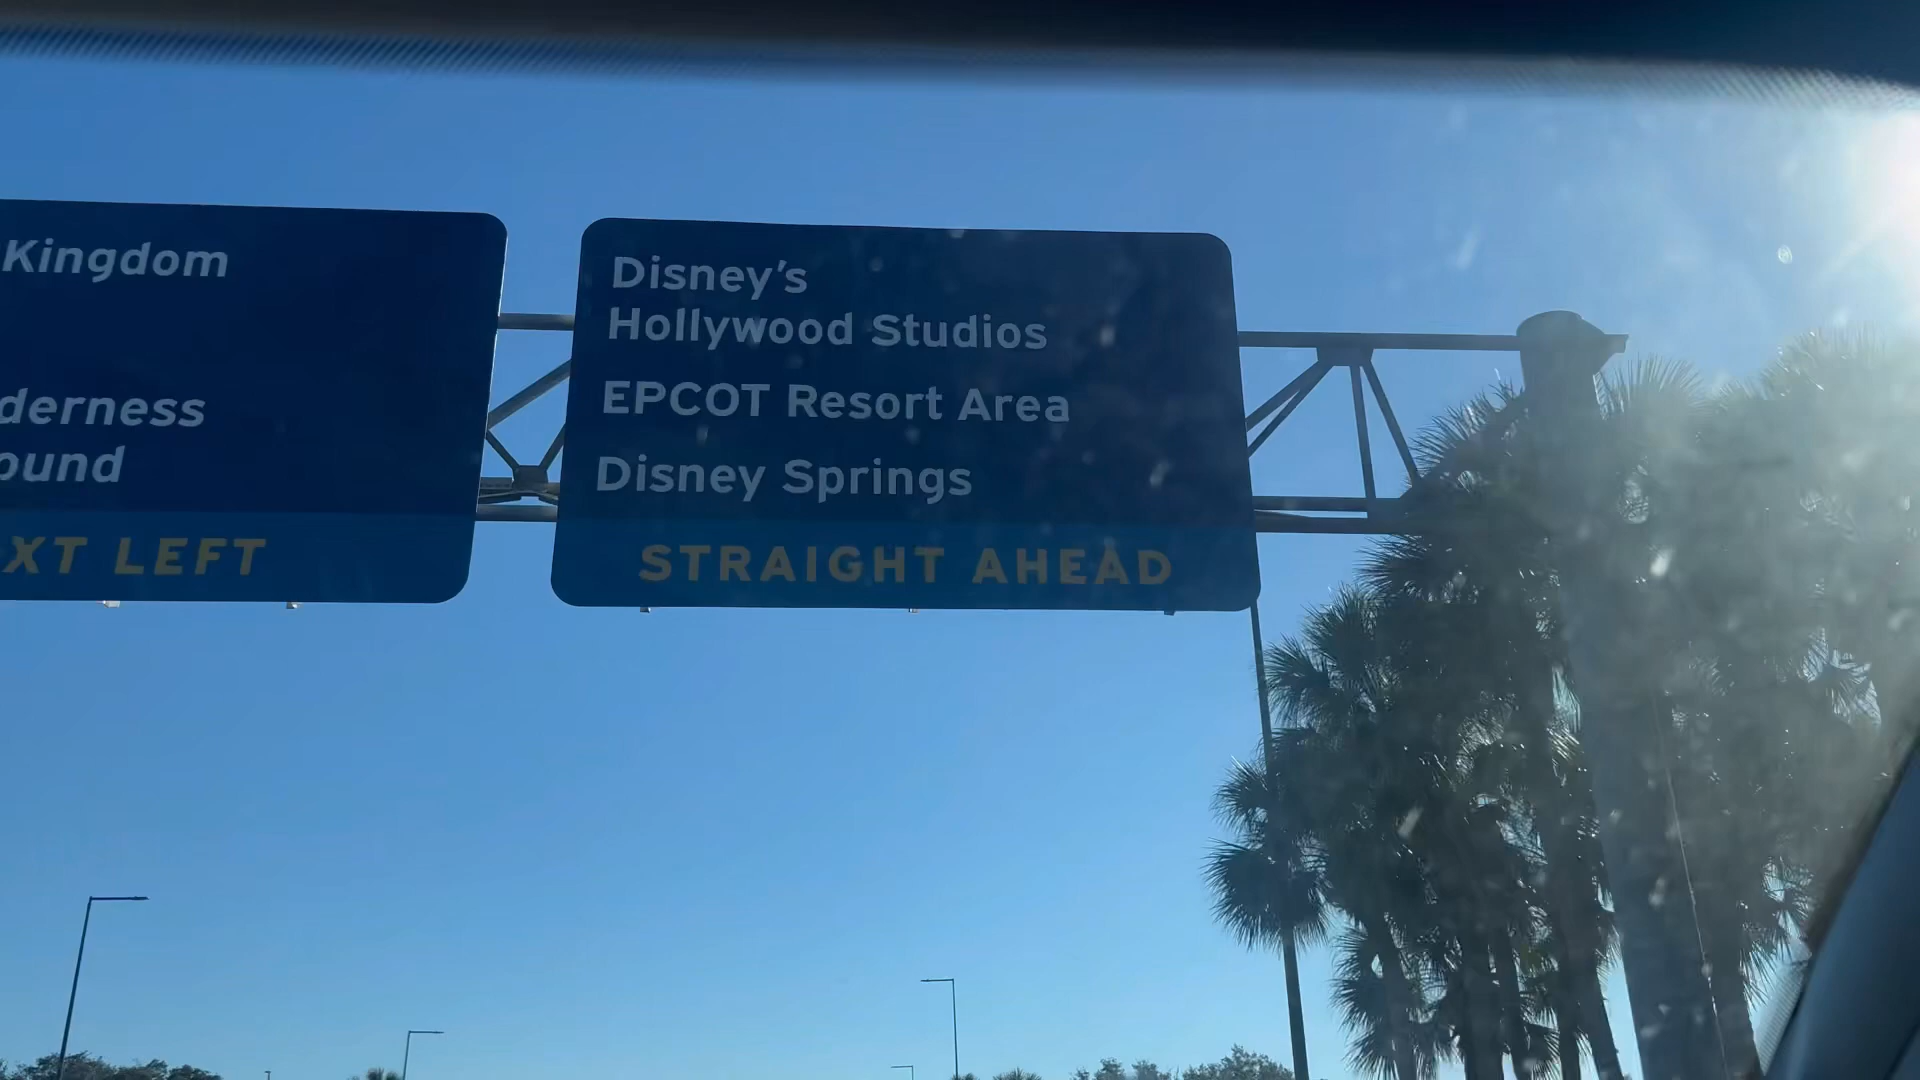 Kingdom
derness
ound
XT LEFT
Disney's
Hollywood Studios
EPCOT Resort Area
Disney Springs
STRAIGHT AHEAD